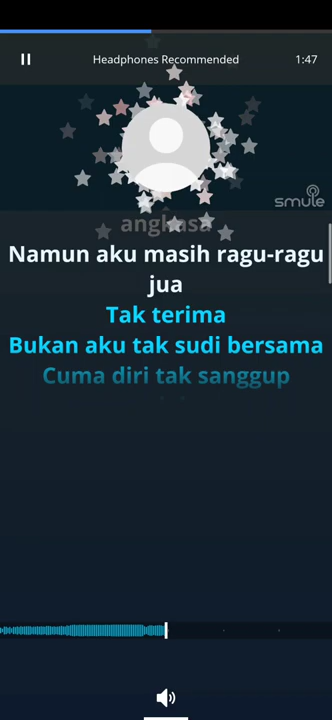 Headphones Recommended
1:47
smule
angkasa
Namun aku masih ragu-ragu
jua
Tak terima
Bukan aku tak sudi bersama
Cuma diri tak sanggup